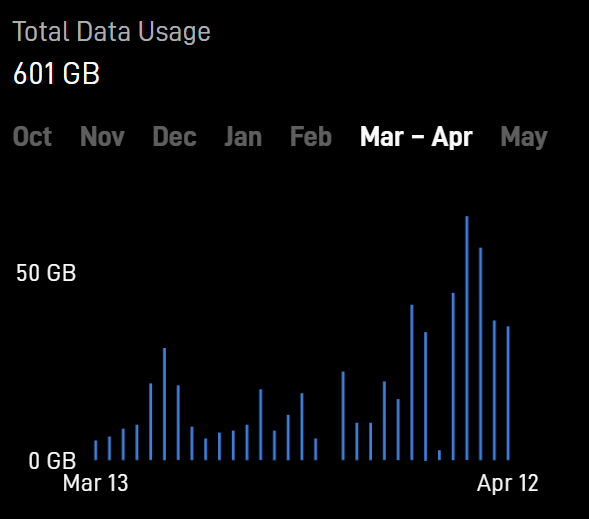 Total Data Usage
601 GB
Oct Nov Dec Jan Feb Mar – Apr May
50 GB
0 GB
Mar 13 Apr 12